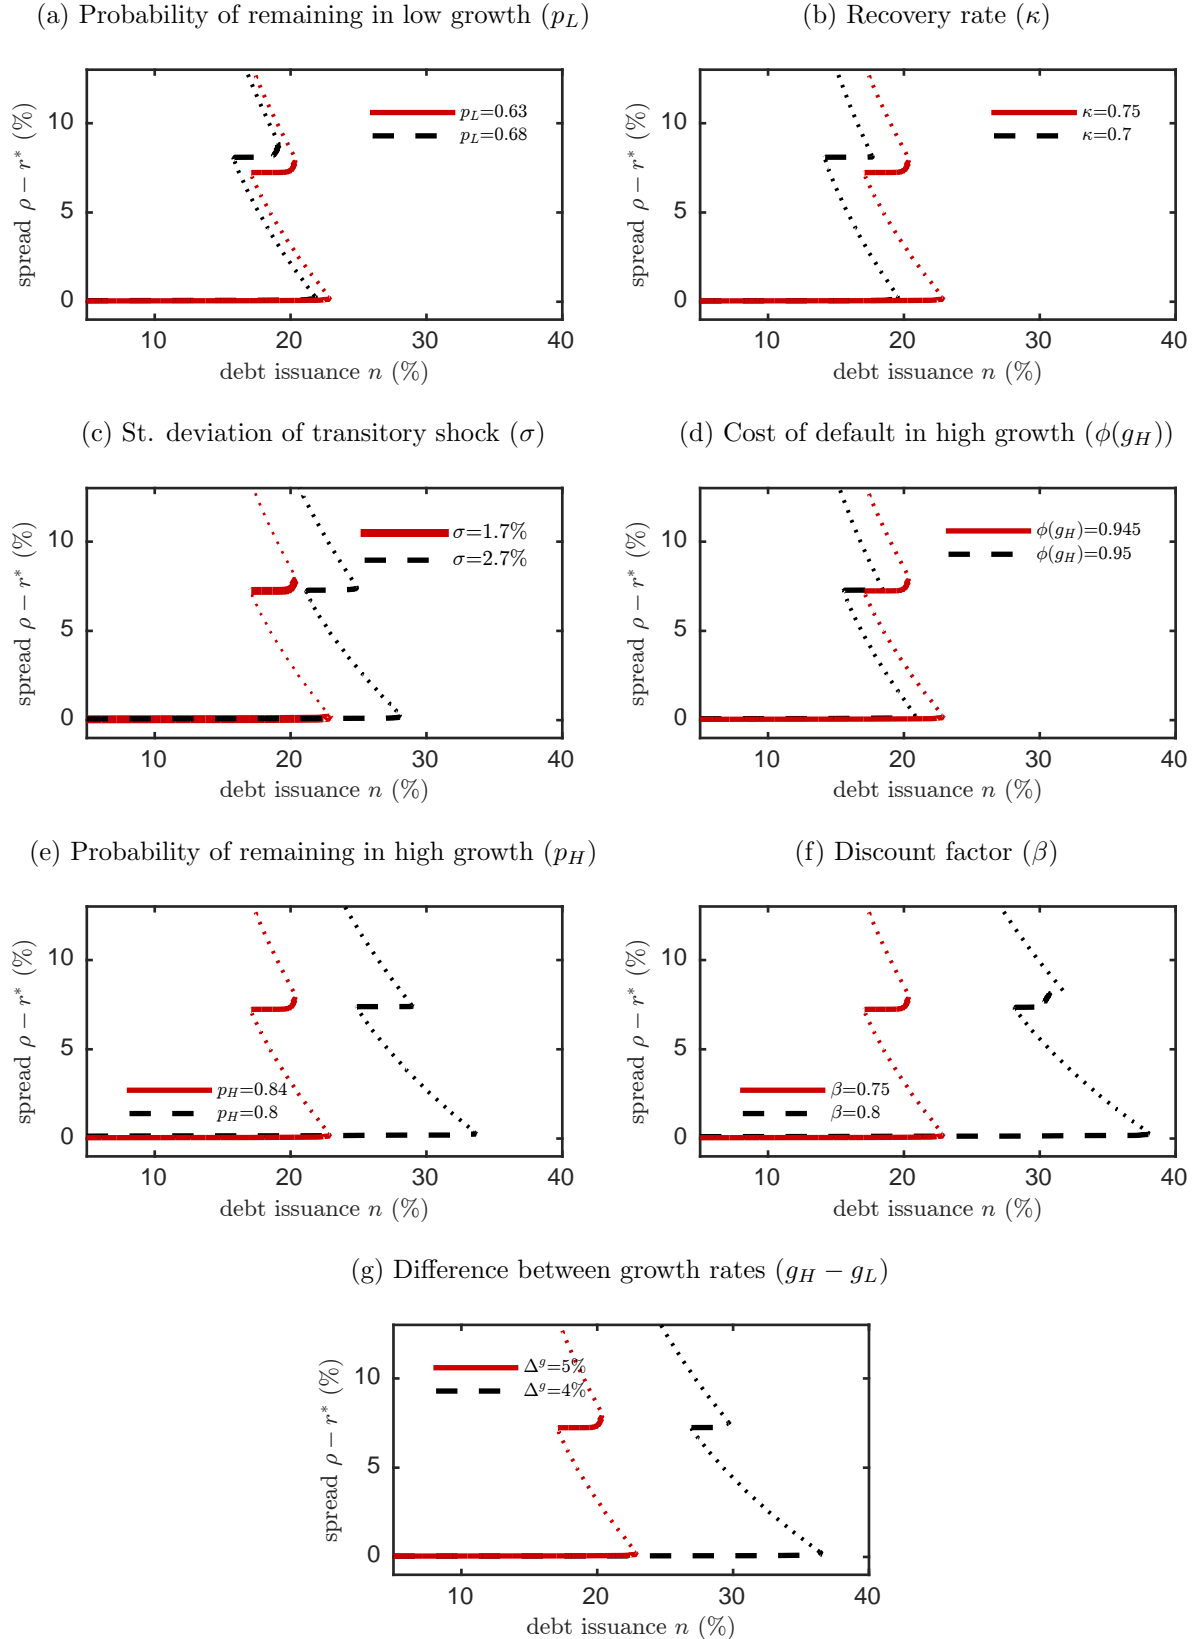 (a) Probability of remaining in low growth (p_L)
(b) Recovery rate (κ)
spread ρ − r* (%)
10
5
0
p_L=0.63
p_L=0.68
10 20 30 40
debt issuance n (%)
spread ρ − r* (%)
10
5
0
κ=0.75
κ=0.7
10 20 30 40
debt issuance n (%)
(c) St. deviation of transitory shock (σ)
(d) Cost of default in high growth (ϕ(g_H))
spread ρ − r* (%)
10
5
0
σ=1.7%
σ=2.7%
10 20 30 40
debt issuance n (%)
spread ρ − r* (%)
10
5
0
ϕ(g_H)=0.945
ϕ(g_H)=0.95
10 20 30 40
debt issuance n (%)
(e) Probability of remaining in high growth (p_H)
(f) Discount factor (β)
spread ρ − r* (%)
10
5
0
p_H=0.84
p_H=0.8
10 20 30 40
debt issuance n (%)
spread ρ − r* (%)
10
5
0
β=0.75
β=0.8
10 20 30 40
debt issuance n (%)
(g) Difference between growth rates (g_H − g_L)
spread ρ − r* (%)
10
5
0
Δ^g=5%
Δ^g=4%
10 20 30 40
debt issuance n (%)